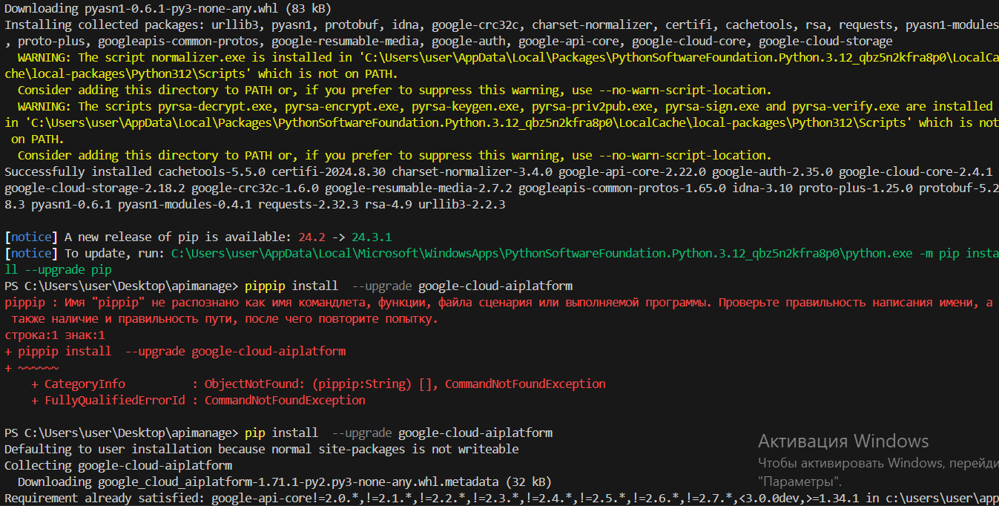 Downloading pyasn1-0.6.1-py3-none-any.whl (83 kB)
Installing collected packages: urllib3, pyasn1, protobuf, idna, google-crc32c, charset-normalizer, certifi, cachetools, rsa, requests, pyasn1-modules
, proto-plus, googleapis-common-protos, google-resumable-media, google-auth, google-api-core, google-cloud-core, google-cloud-storage
WARNING: The script normalizer.exe is installed in 'C:\Users\user\AppData\Local\Packages\PythonSoftwareFoundation.Python.3.12_qbz5n2kfra8p0\LocalCa
che\local-packages\Python312\Scripts' which is not on PATH.
Consider adding this directory to PATH or, if you prefer to suppress this warning, use --no-warn-script-location.
WARNING: The scripts pyrsa-decrypt.exe, pyrsa-encrypt.exe, pyrsa-keygen.exe, pyrsa-priv2pub.exe, pyrsa-sign.exe and pyrsa-verify.exe are installed
in 'C:\Users\user\AppData\Local\Packages\PythonSoftwareFoundation.Python.3.12_qbz5n2kfra8p0\LocalCache\local-packages\Python312\Scripts' which is not
on PATH.
Consider adding this directory to PATH or, if you prefer to suppress this warning, use --no-warn-script-location.
Successfully installed cachetools-5.5.0 certifi-2024.8.30 charset-normalizer-3.4.0 google-api-core-2.22.0 google-auth-2.35.0 google-cloud-core-2.4.1
google-cloud-storage-2.18.2 google-crc32c-1.6.0 google-resumable-media-2.7.2 googleapis-common-protos-1.65.0 idna-3.10 proto-plus-1.25.0 protobuf-5.2
8.3 pyasn1-0.6.1 pyasn1-modules-0.4.1 requests-2.32.3 rsa-4.9 urllib3-2.2.3
[notice] A new release of pip is available: 24.2 -> 24.3.1
[notice] To update, run: C:\Users\user\AppData\Local\Microsoft\WindowsApps\PythonSoftwareFoundation.Python.3.12_qbz5n2kfra8p0\python.exe -m pip insta
ll --upgrade pip
PS C:\Users\user\Desktop\apimanage> pippip install  --upgrade google-cloud-aiplatform
pippip : Имя "pippip" не распознано как имя командлета, функции, файла сценария или выполняемой программы. Проверьте правильность написания имени, а
также наличие и правильность пути, после чего повторите попытку.
строка:1 знак:1
+ pippip install  --upgrade google-cloud-aiplatform
+ ~~~~~~
+ CategoryInfo          : ObjectNotFound: (pippip:String) [], CommandNotFoundException
+ FullyQualifiedErrorId : CommandNotFoundException
PS C:\Users\user\Desktop\apimanage> pip install  --upgrade google-cloud-aiplatform
Defaulting to user installation because normal site-packages is not writeable
Collecting google-cloud-aiplatform
Downloading google_cloud_aiplatform-1.71.1-py2.py3-none-any.whl.metadata (32 kB)
Requirement already satisfied: google-api-core!=2.0.*,!=2.1.*,!=2.2.*,!=2.3.*,!=2.4.*,!=2.5.*,!=2.6.*,!=2.7.*,<3.0.0dev,>=1.34.1 in c:\users\user\app
Активация Windows
Чтобы активировать Windows, перейди
"Параметры".